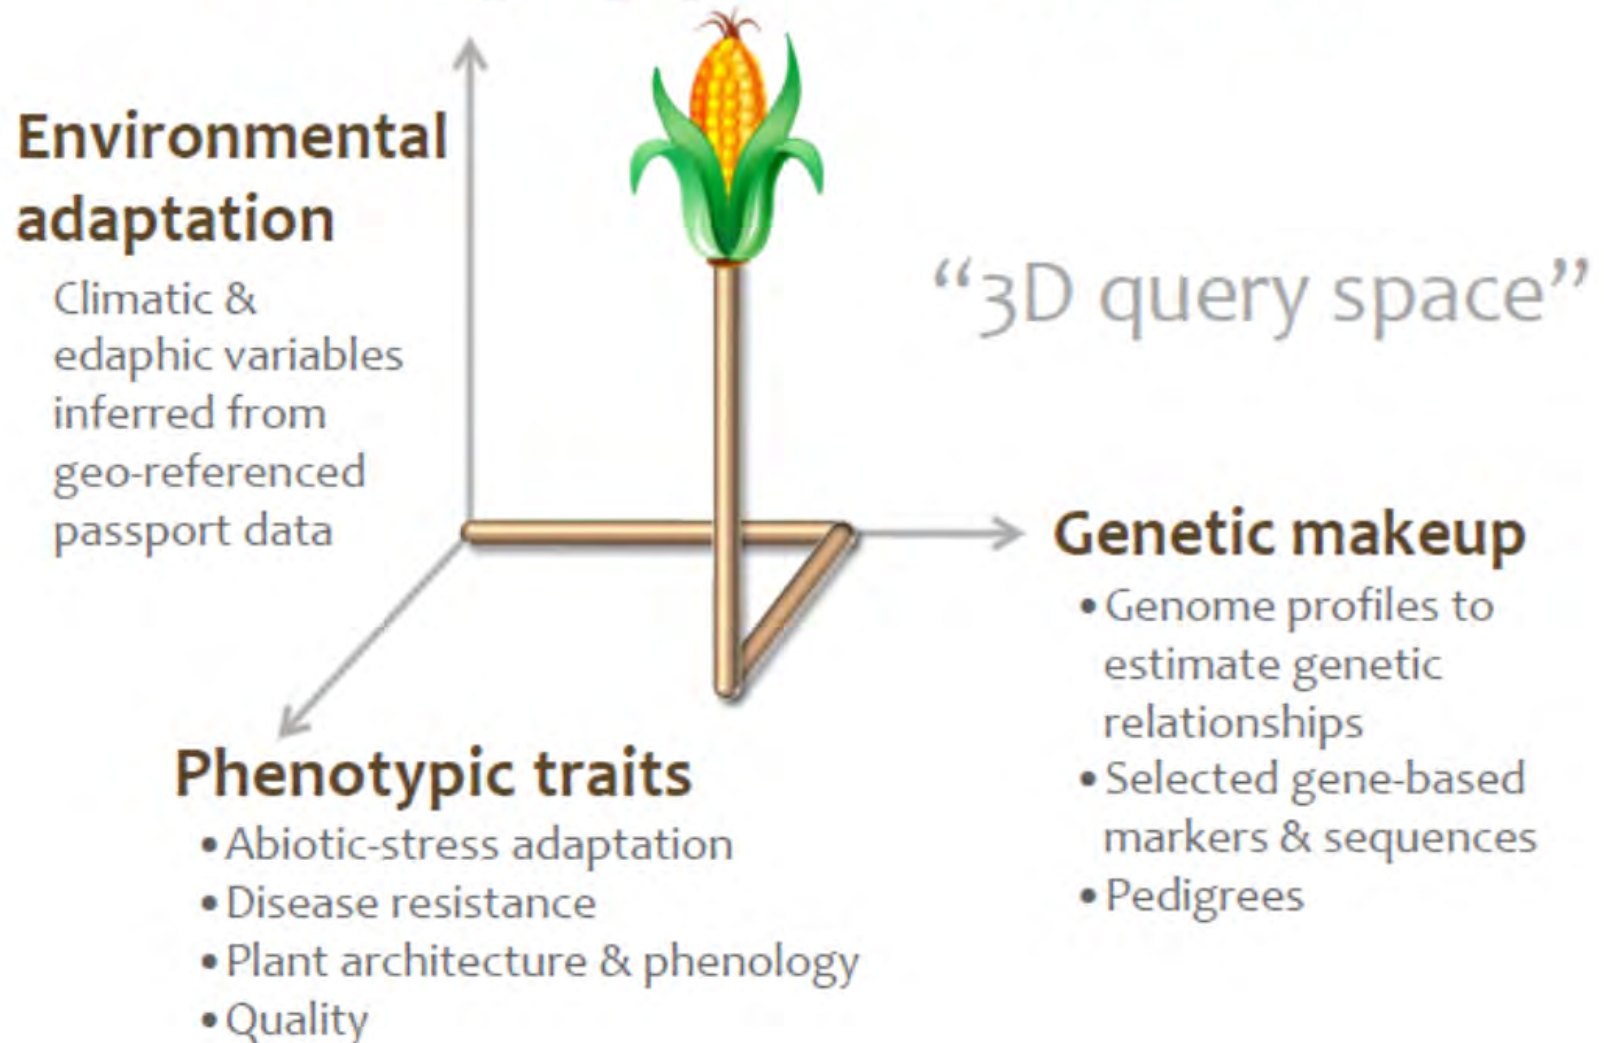 Environmental
adaptation
Climatic &
edaphic variables
inferred from
geo-referenced
passport data
“3D query space”
Genetic makeup
•Genome profiles to
estimate genetic
relationships
•Selected gene-based
markers & sequences
•Pedigrees
Phenotypic traits
•Abiotic-stress adaptation
•Disease resistance
•Plant architecture & phenology
•Quality